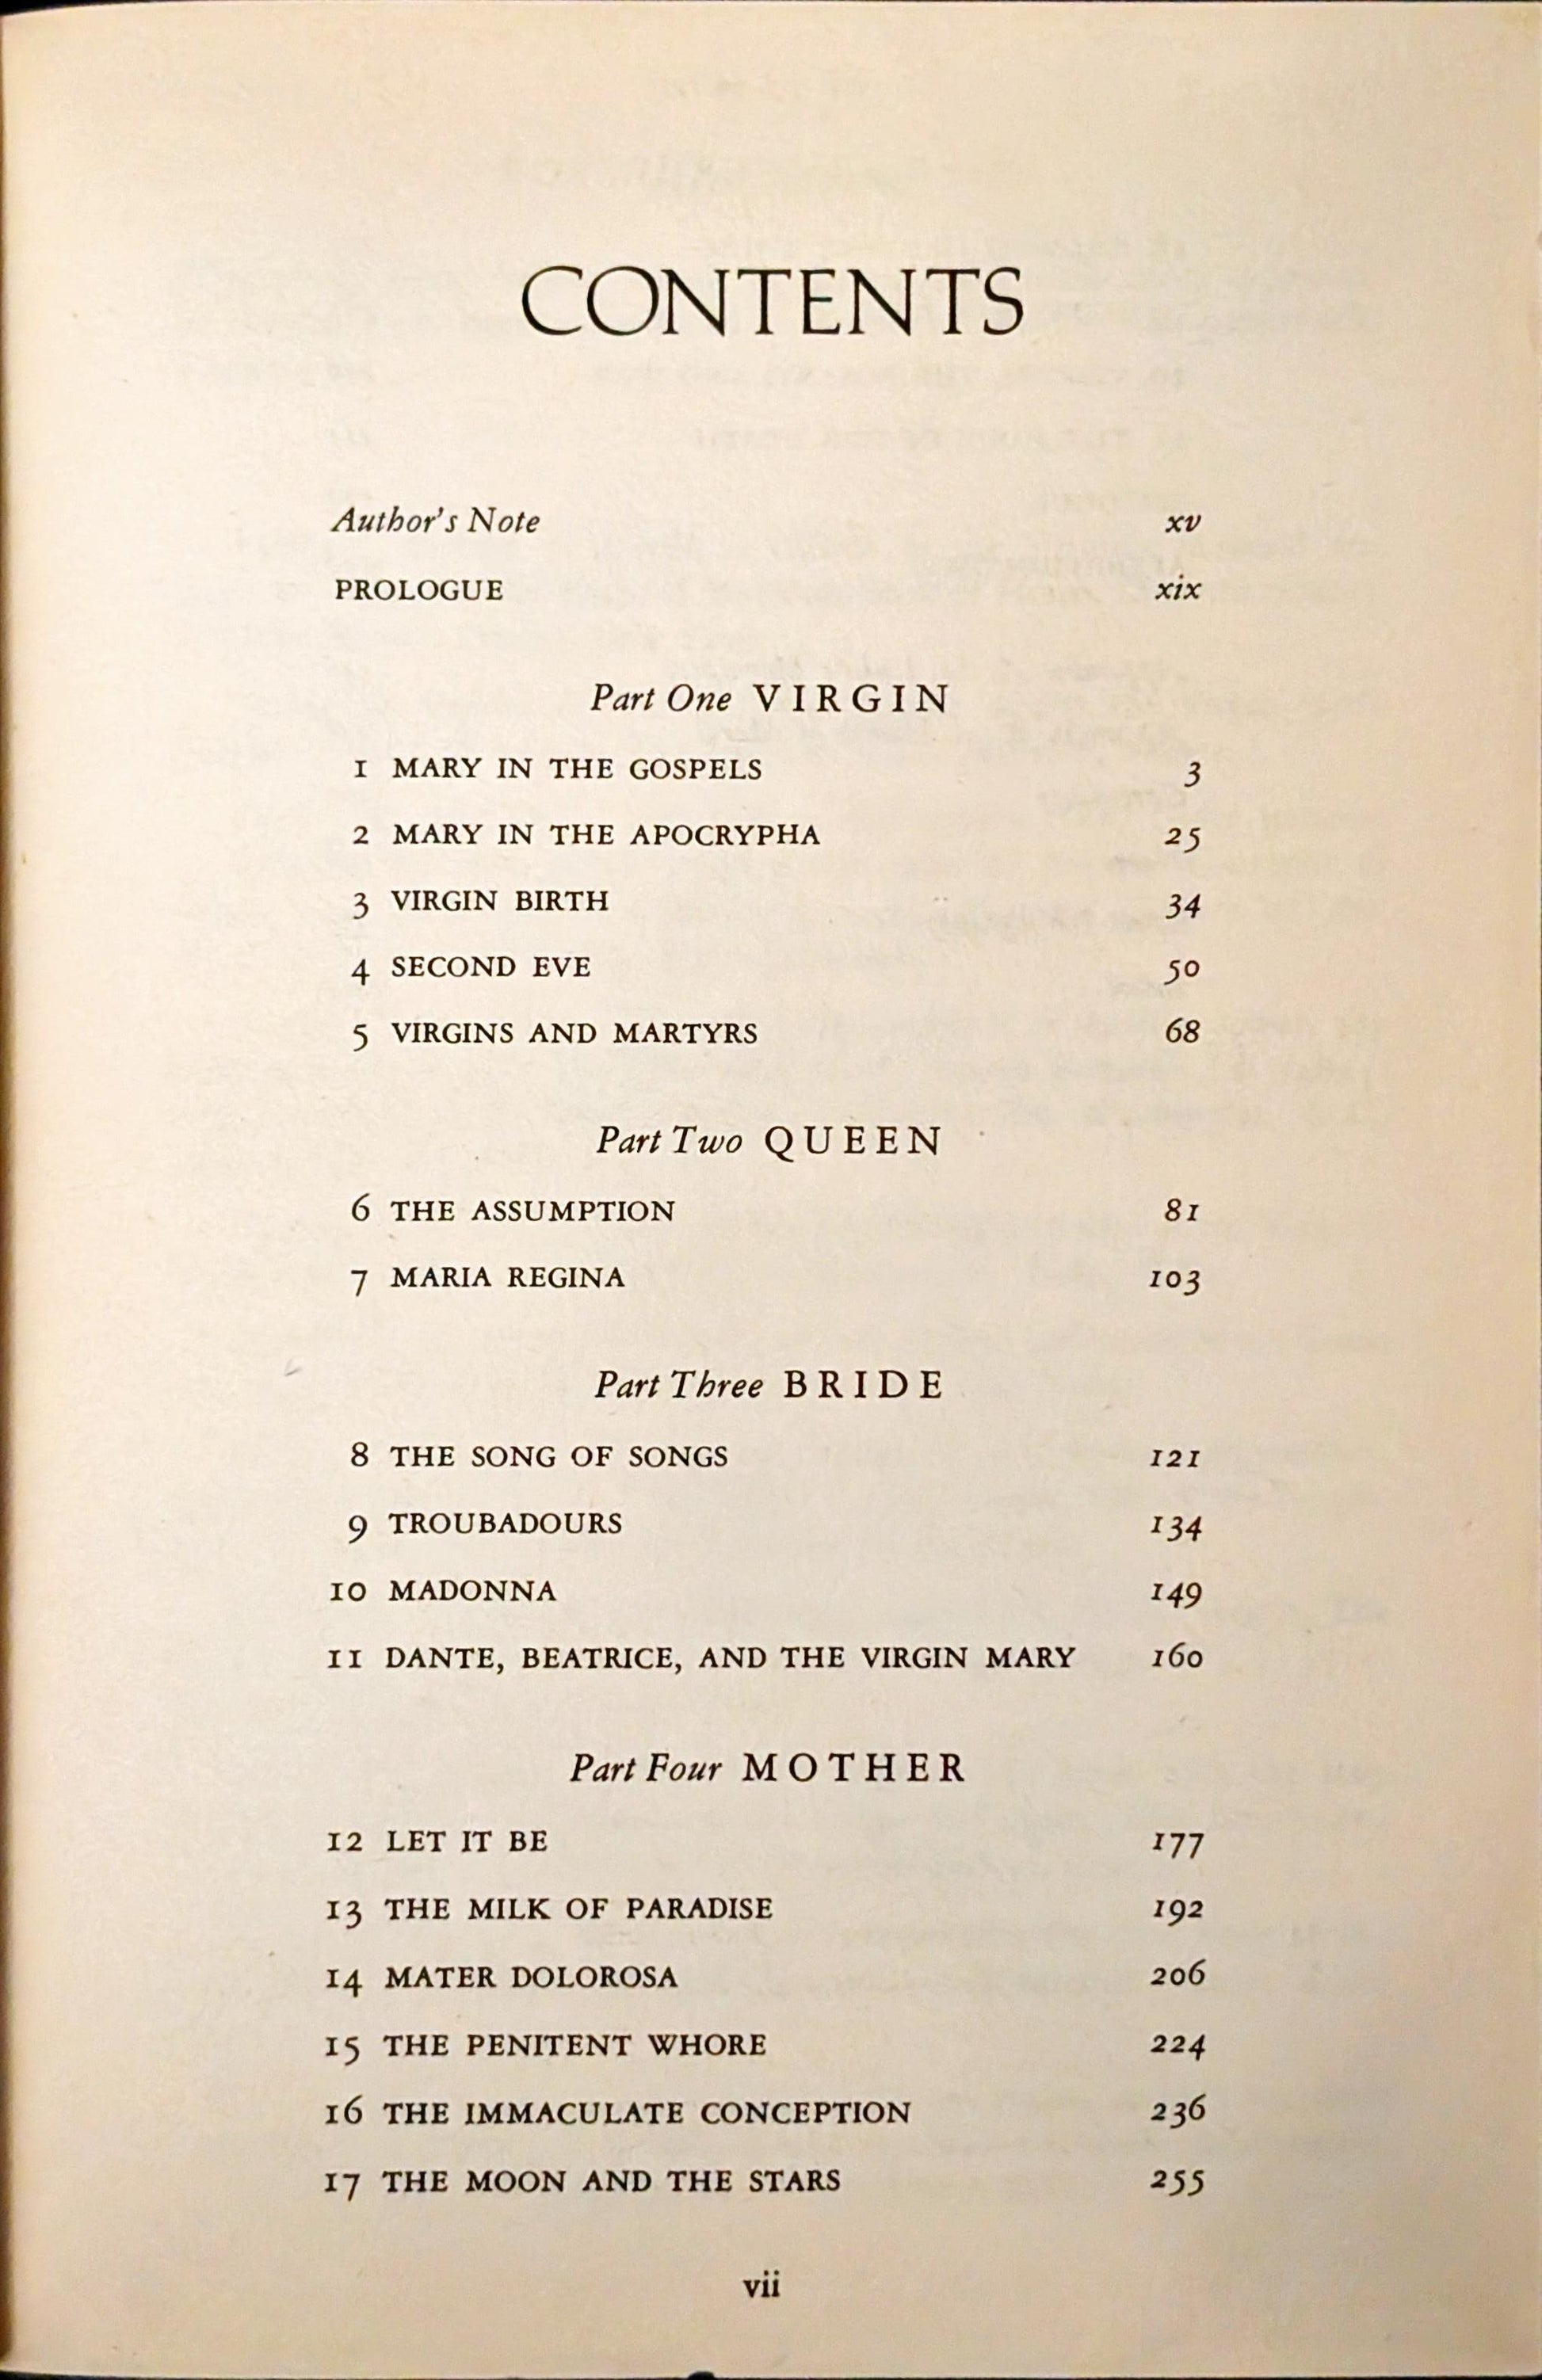 CONTENTS
Author's Note xv
PROLOGUE xix
Part One VIRGIN
1 MARY IN THE GOSPELS 3
2 MARY IN THE APOCRYPHA 25
3 VIRGIN BIRTH 34
4 SECOND EVE 50
5 VIRGINS AND MARTYRS 68
Part Two QUEEN
6 THE ASSUMPTION 81
7 MARIA REGINA 103
Part Three BRIDE
8 THE SONG OF SONGS 121
9 TROUBADOURS 134
10 MADONNA 149
11 DANTE, BEATRICE, AND THE VIRGIN MARY 160
Part Four MOTHER
12 LET IT BE 177
13 THE MILK OF PARADISE 192
14 MATER DOLOROSA 206
15 THE PENITENT WHORE 224
16 THE IMMACULATE CONCEPTION 236
17 THE MOON AND THE STARS 255
vii